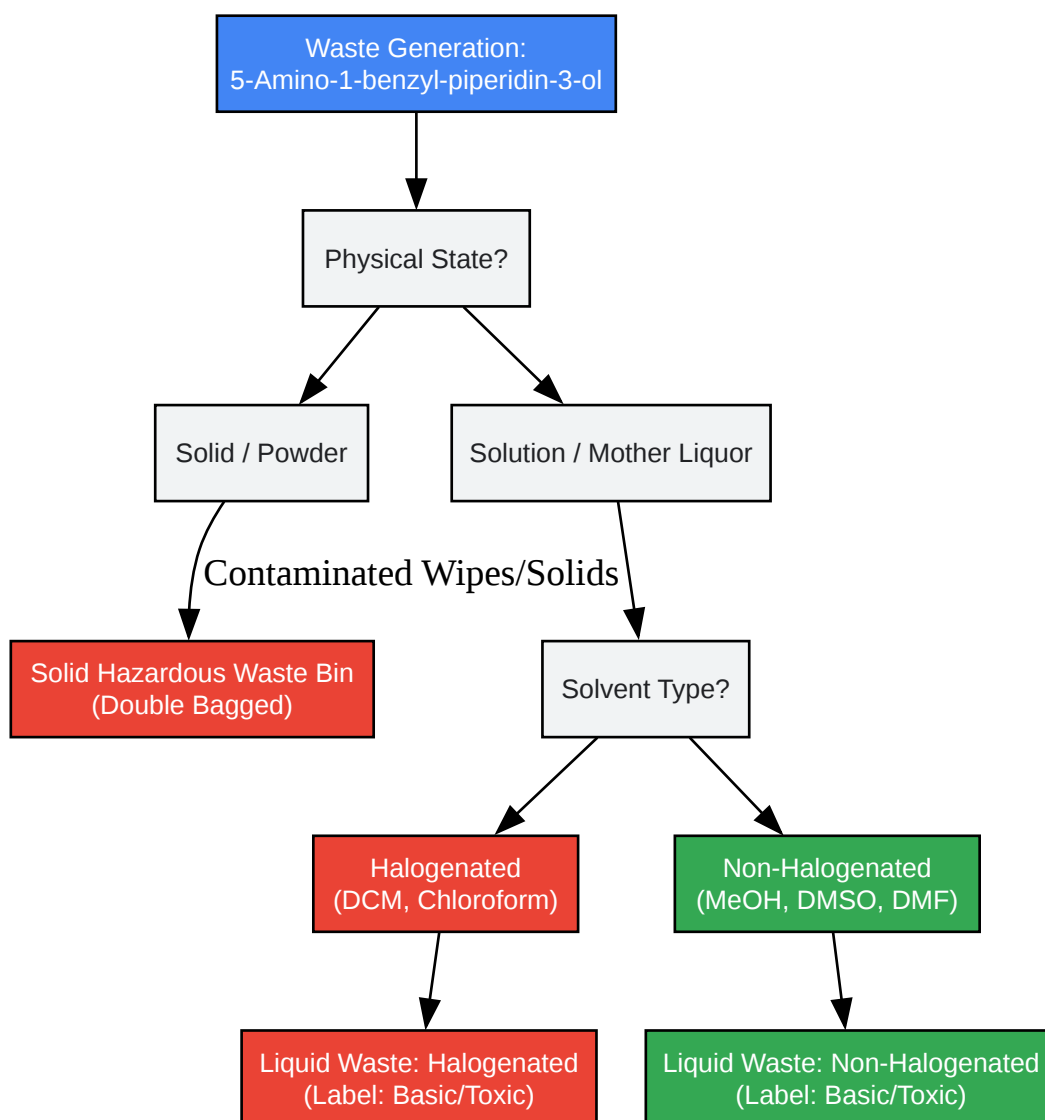 Waste Generation:
5-Amino-1-benzyl-piperidin-3-ol
Physical State?
Solid / Powder
Solution / Mother Liquor
Contaminated Wipes/Solids
Solid Hazardous Waste Bin
(Double Bagged)
Solvent Type?
Halogenated
(DCM, Chloroform)
Non-Halogenated
(MeOH, DMSO, DMF)
Liquid Waste: Halogenated
(Label: Basic/Toxic)
Liquid Waste: Non-Halogenated
(Label: Basic/Toxic)